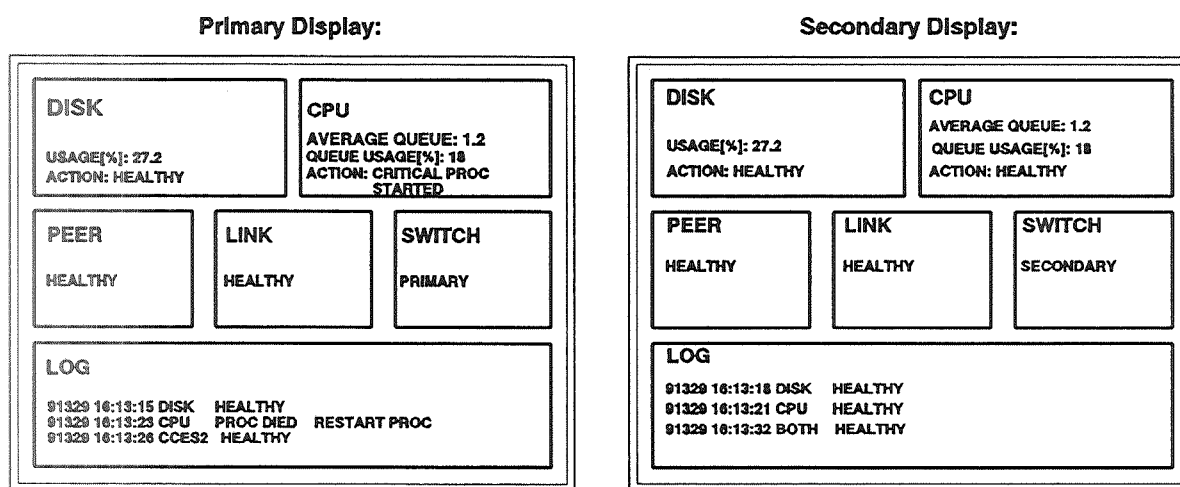 Primary Display:
DISK
USAGE[%]: 27.2
ACTION: HEALTHY
CPU
AVERAGE QUEUE: 1.2
QUEUE USAGE[%]: 18
ACTION: CRITICAL PROC
STARTED
PEER
HEALTHY
LINK
HEALTHY
SWITCH
PRIMARY
LOG
91329 16:13:15 DISK HEALTHY
91329 16:13:23 CPU PROC DIED RESTART PROC
91329 16:13:26 CCES2 HEALTHY
Secondary Display:
DISK
USAGE[%]: 27.2
ACTION: HEALTHY
CPU
AVERAGE QUEUE: 1.2
QUEUE USAGE[%]: 18
ACTION: HEALTHY
PEER
HEALTHY
LINK
HEALTHY
SWITCH
SECONDARY
LOG
91329 16:13:18 DISK HEALTHY
91329 16:13:21 CPU HEALTHY
91329 16:13:32 BOTH HEALTHY